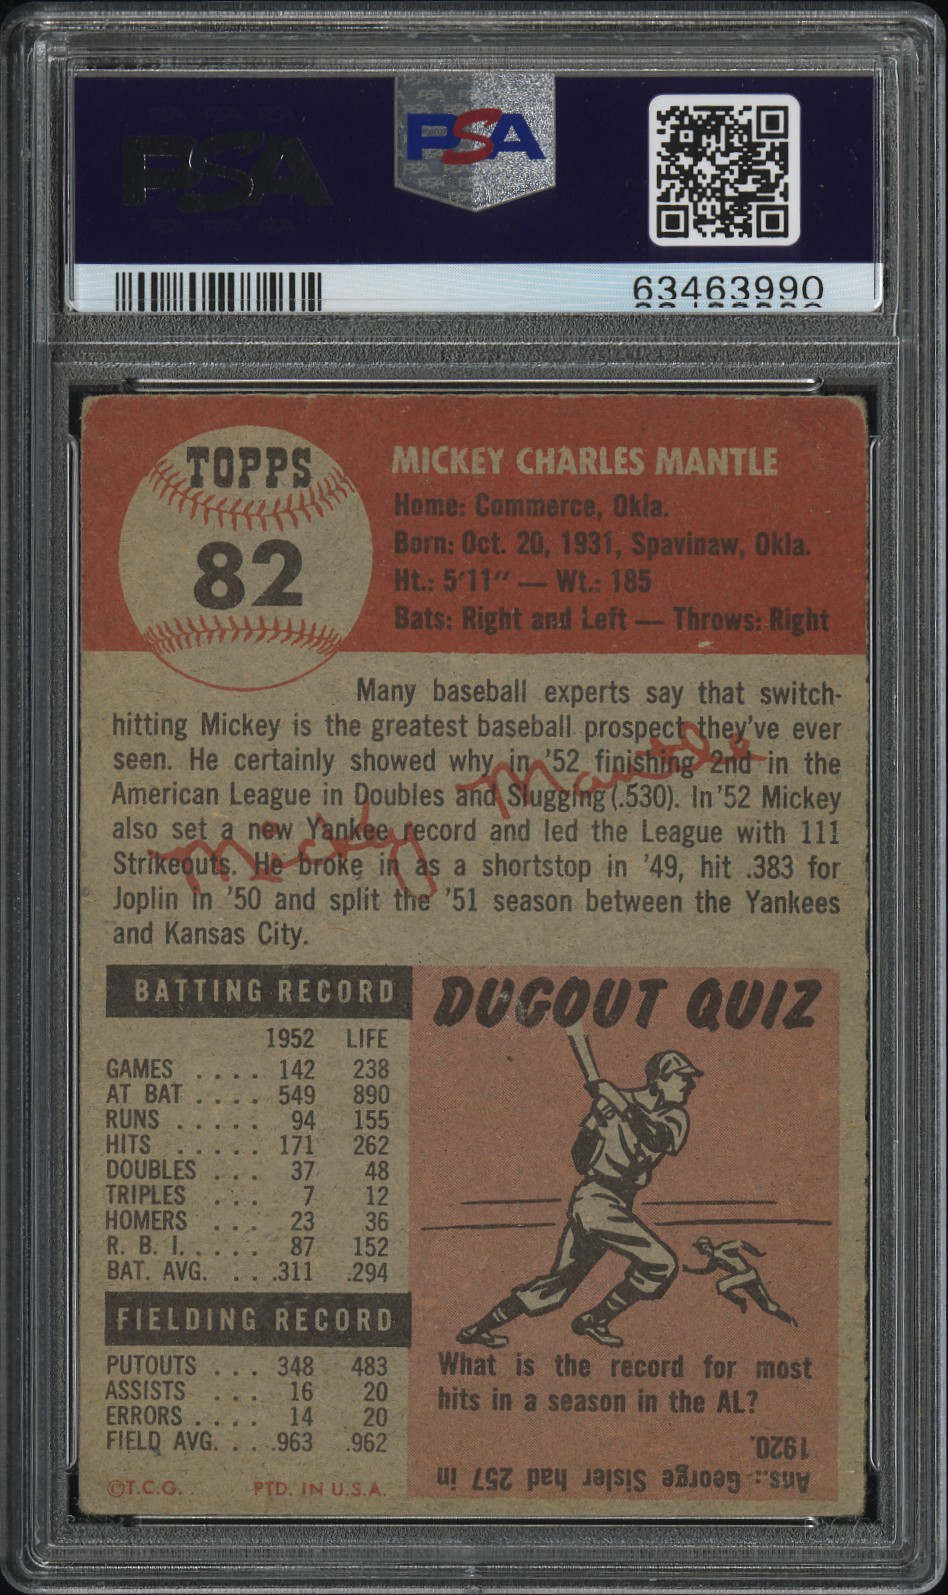 PSA
PSA
63463990
TOPPS
82
MICKEY CHARLES MANTLE
Home: Commerce, Okla.
Born: Oct. 20, 1931, Spavinaw, Okla.
Ht.: 5'11" — Wt.: 185
Bats: Right and Left — Throws: Right
Many baseball experts say that switch-
hitting Mickey is the greatest baseball prospect they've ever
seen. He certainly showed why in '52 finishing 2nd in the
American League in Doubles and Slugging (.530). In '52 Mickey
also set a new Yankee record and led the League with 111
Strikeouts. He broke in as a shortstop in '49, hit .383 for
Joplin in '50 and split the '51 season between the Yankees
and Kansas City.
Micky Mantle
BATTING RECORD
1952 LIFE
GAMES .... 142 238
AT BAT .... 549 890
RUNS ..... 94 155
HITS ..... 171 262
DOUBLES ... 37 48
TRIPLES ... 7 12
HOMERS ... 23 36
R. B. I. .... 87 152
BAT. AVG. ...311 .294
FIELDING RECORD
PUTOUTS ... 348 483
ASSISTS ... 16 20
ERRORS .... 14 20
FIELD AVG. ...963 .962
©T.C.G. PTD. IN U.S.A.
DUGOUT QUIZ
What is the record for most
hits in a season in the AL?
Ans.: George Sisler had 257 in
1920.